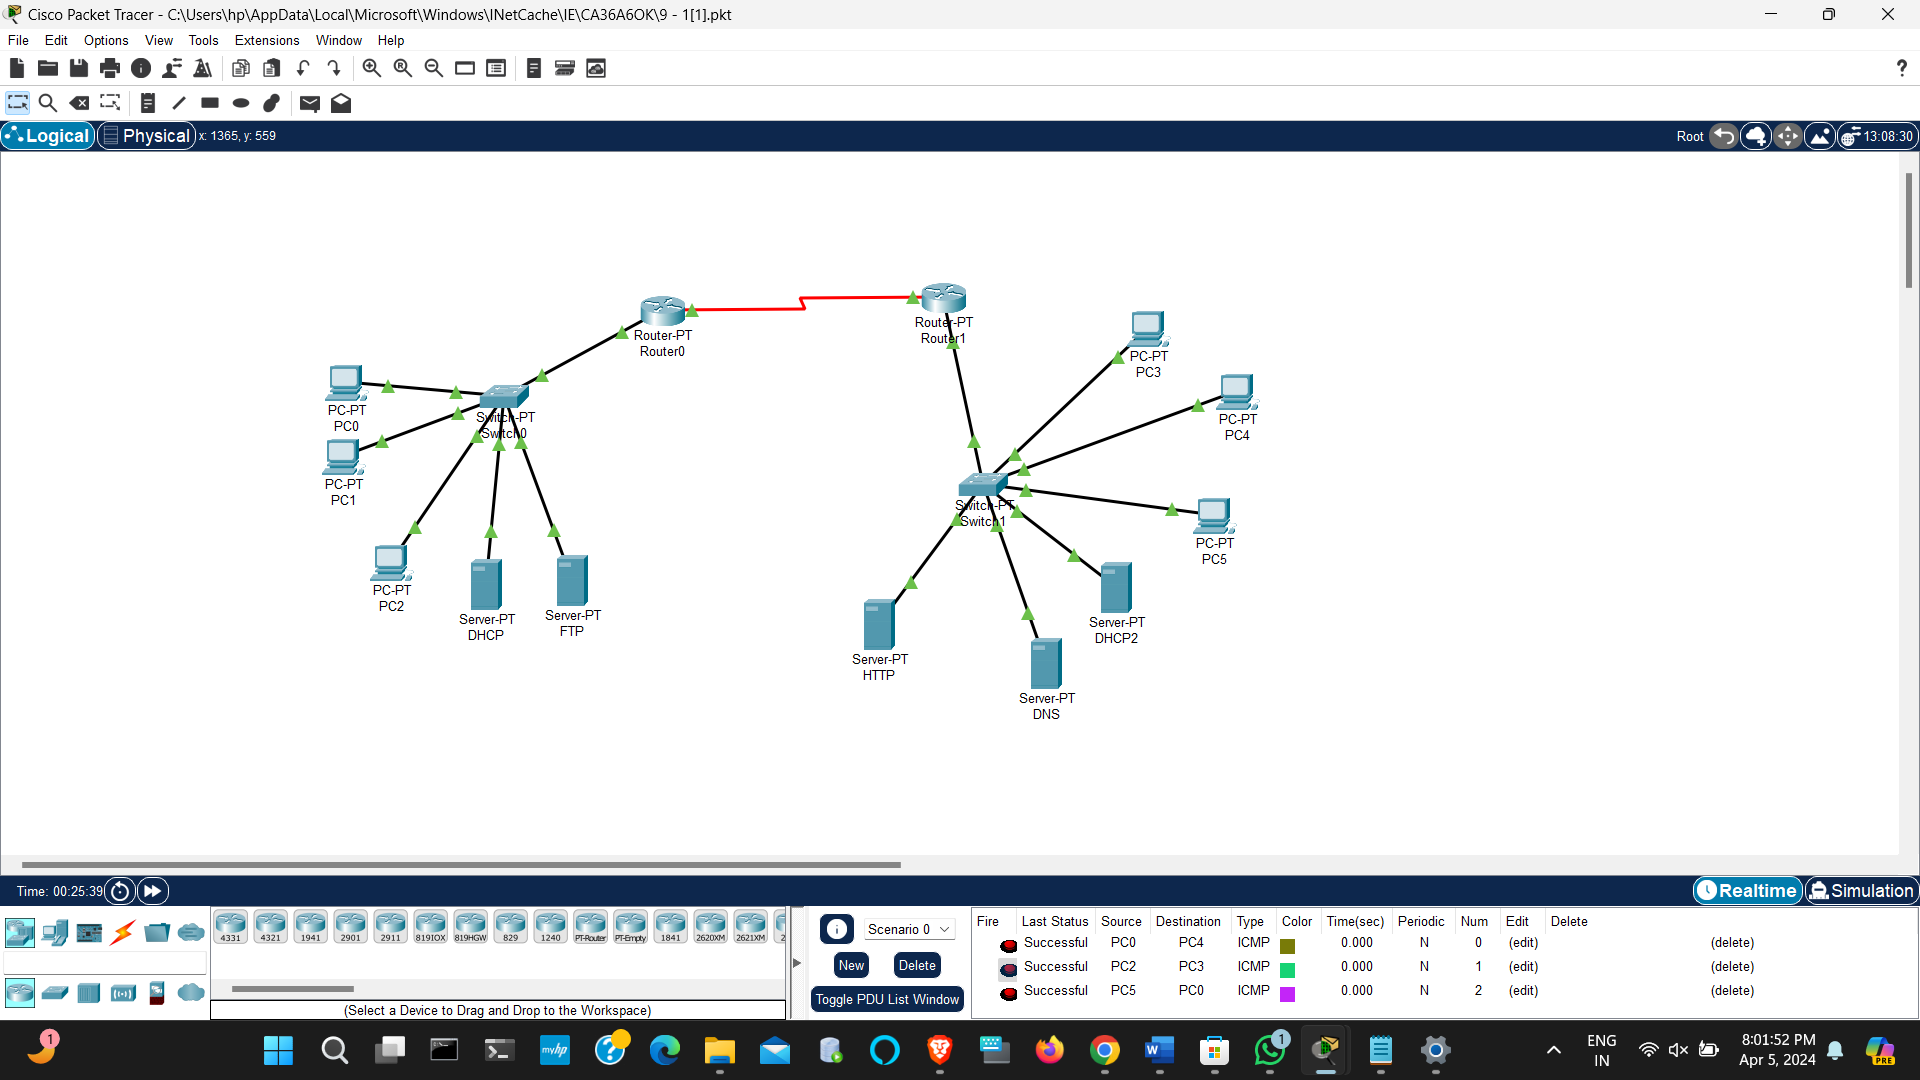 Cisco Packet Tracer - C:\Users\hp\AppData\Local\Microsoft\Windows\INetCache\IE\CA36A6OK\9 - 1[1].pkt
File Edit Options View Tools Extensions Window Help
?
Logical Physical x: 1365, y: 559 Root 13:08:30
Router-PT
Router0
Router-PT
Router1
PC-PT
PC3
PC-PT
PC0
PC-PT
PC4
Switch-PT
Switch0
PC-PT
PC1
Switch-PT
Switch1
PC-PT
PC5
PC-PT
PC2
Server-PT
DHCP
Server-PT
FTP
Server-PT
DHCP2
Server-PT
HTTP
Server-PT
DNS
Time: 00:25:39 Realtime Simulation
4331 4321 1941 2901 2911 819IOX 819HGW 829 1240 PT-Router PT-Empty 1841 2620XM 2621XM
(Select a Device to Drag and Drop to the Workspace)
Scenario 0
New Delete
Toggle PDU List Window
Fire Last Status Source Destination Type Color Time(sec) Periodic Num Edit Delete
Successful PC0 PC4 ICMP 0.000 N 0 (edit) (delete)
Successful PC2 PC3 ICMP 0.000 N 1 (edit) (delete)
Successful PC5 PC0 ICMP 0.000 N 2 (edit) (delete)
1 myhp 1 ENG IN 8:01:52 PM Apr 5, 2024 PRE